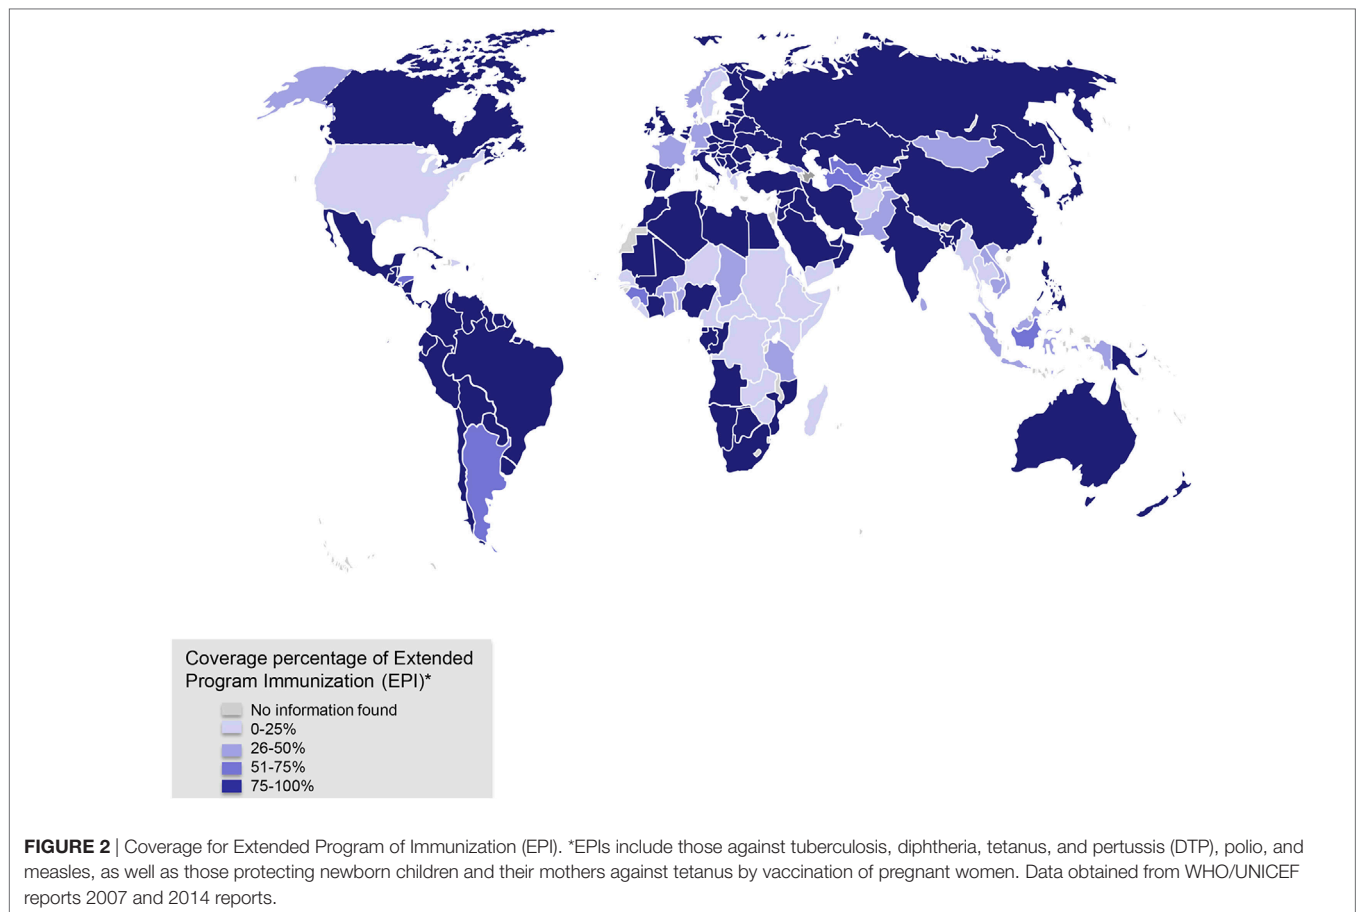 Coverage percentage of Extended
Program Immunization (EPI)*
No information found
0-25%
26-50%
51-75%
75-100%
FIGURE 2 | Coverage for Extended Program of Immunization (EPI). *EPIs include those against tuberculosis, diphtheria, tetanus, and pertussis (DTP), polio, and
measles, as well as those protecting newborn children and their mothers against tetanus by vaccination of pregnant women. Data obtained from WHO/UNICEF
reports 2007 and 2014 reports.